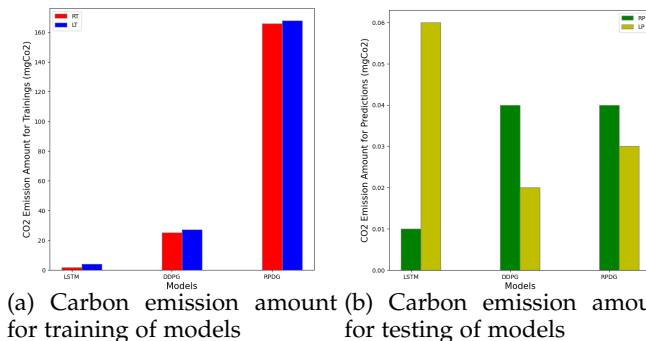 RT
LT
CO2 Emission Amount for Trainings (mgCo2)
160
140
120
100
80
60
40
20
0
LSTM
DDPG
RPDG
Models
RP
LP
CO2 Emission Amount for Predictions (mgCo2)
0.06
0.05
0.04
0.03
0.02
0.01
0.00
LSTM
DDPG
RPDG
Models
(a) Carbon emission amount
for training of models
(b) Carbon emission amou
for testing of models